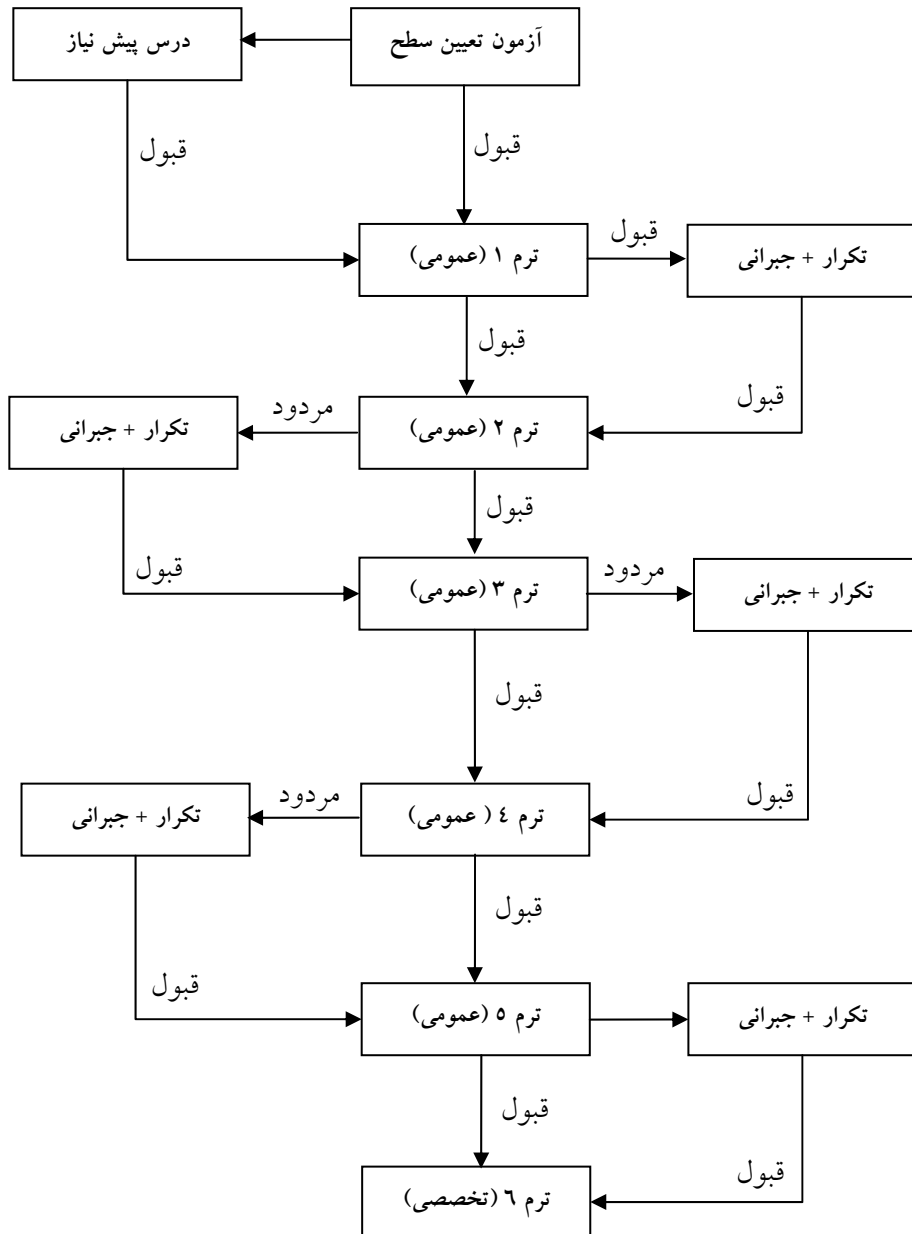 آزمون تعیین سطح
درس پیش نیاز
قبول
قبول
ترم ۱ (عمومی)
قبول
تکرار + جبرانی
قبول
قبول
ترم ۲ (عمومی)
مردود
تکرار + جبرانی
قبول
قبول
ترم ۳ (عمومی)
مردود
تکرار + جبرانی
قبول
قبول
ترم ٤ ( عمومی)
مردود
تکرار + جبرانی
قبول
قبول
ترم ٥ (عمومی)
تکرار + جبرانی
قبول
قبول
ترم ٦ (تخصصی)